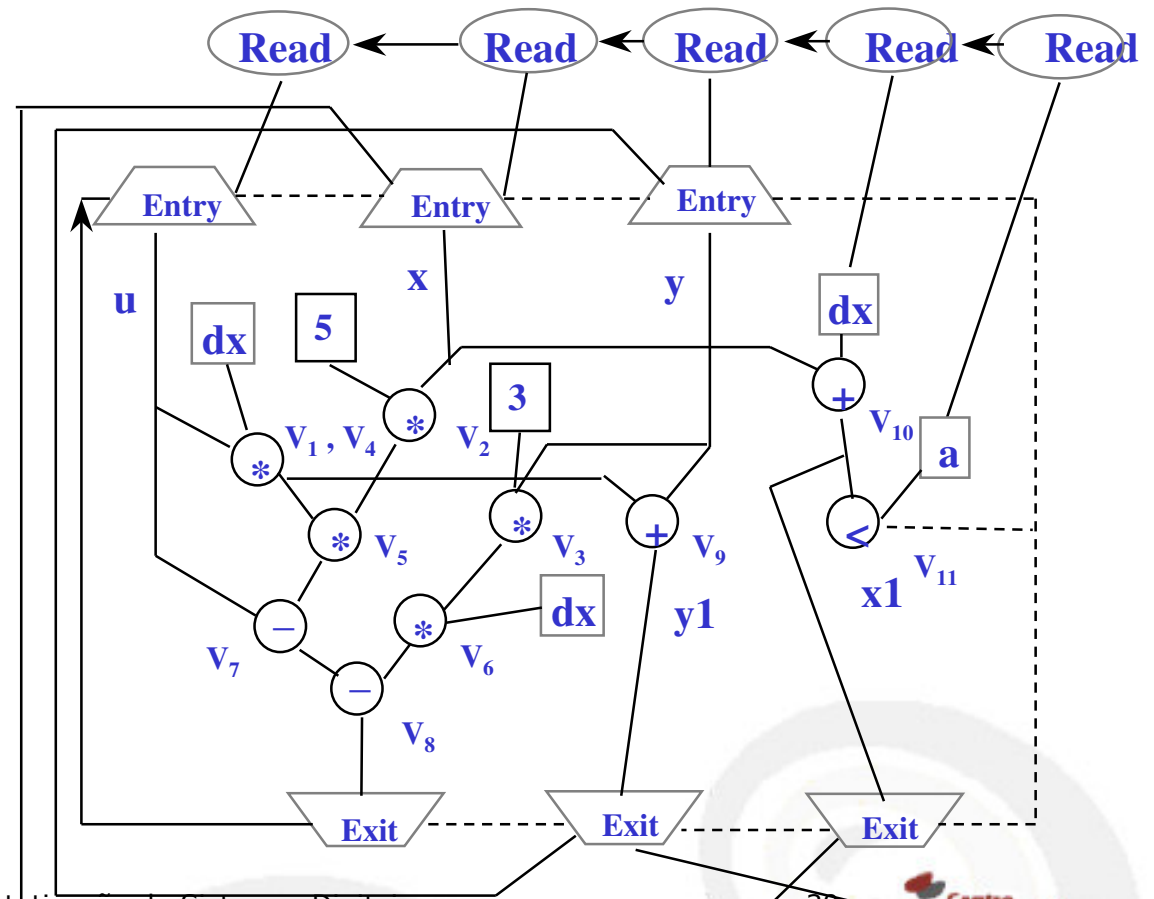 Read Read Read Read Read
Entry Entry Entry
u x y
dx 5 dx
3
* * + V10
V1 , V4 V2 a
*
* * + <
V5 V3 V9 V11
x1
dx y1
– *
V7 V6
–
V8
Exit Exit Exit